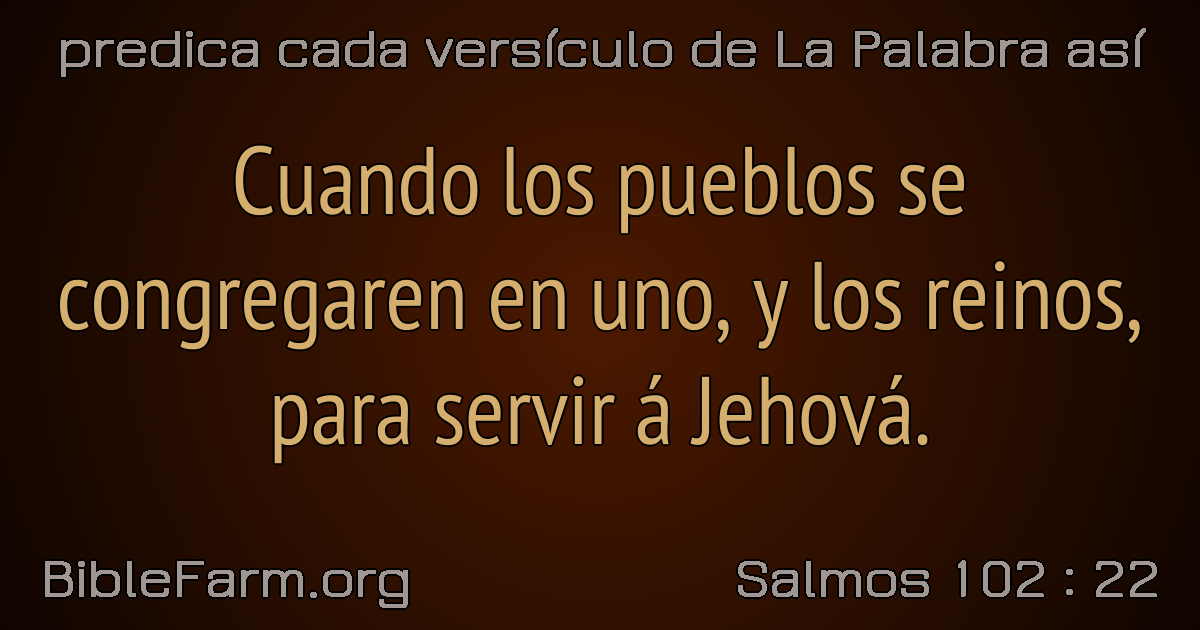 predica cada versículo de La Palabra así
Cuando los pueblos se
congregaren en uno, y los reinos,
para servir á Jehová.
BibleFarm.org
Salmos 102 : 22